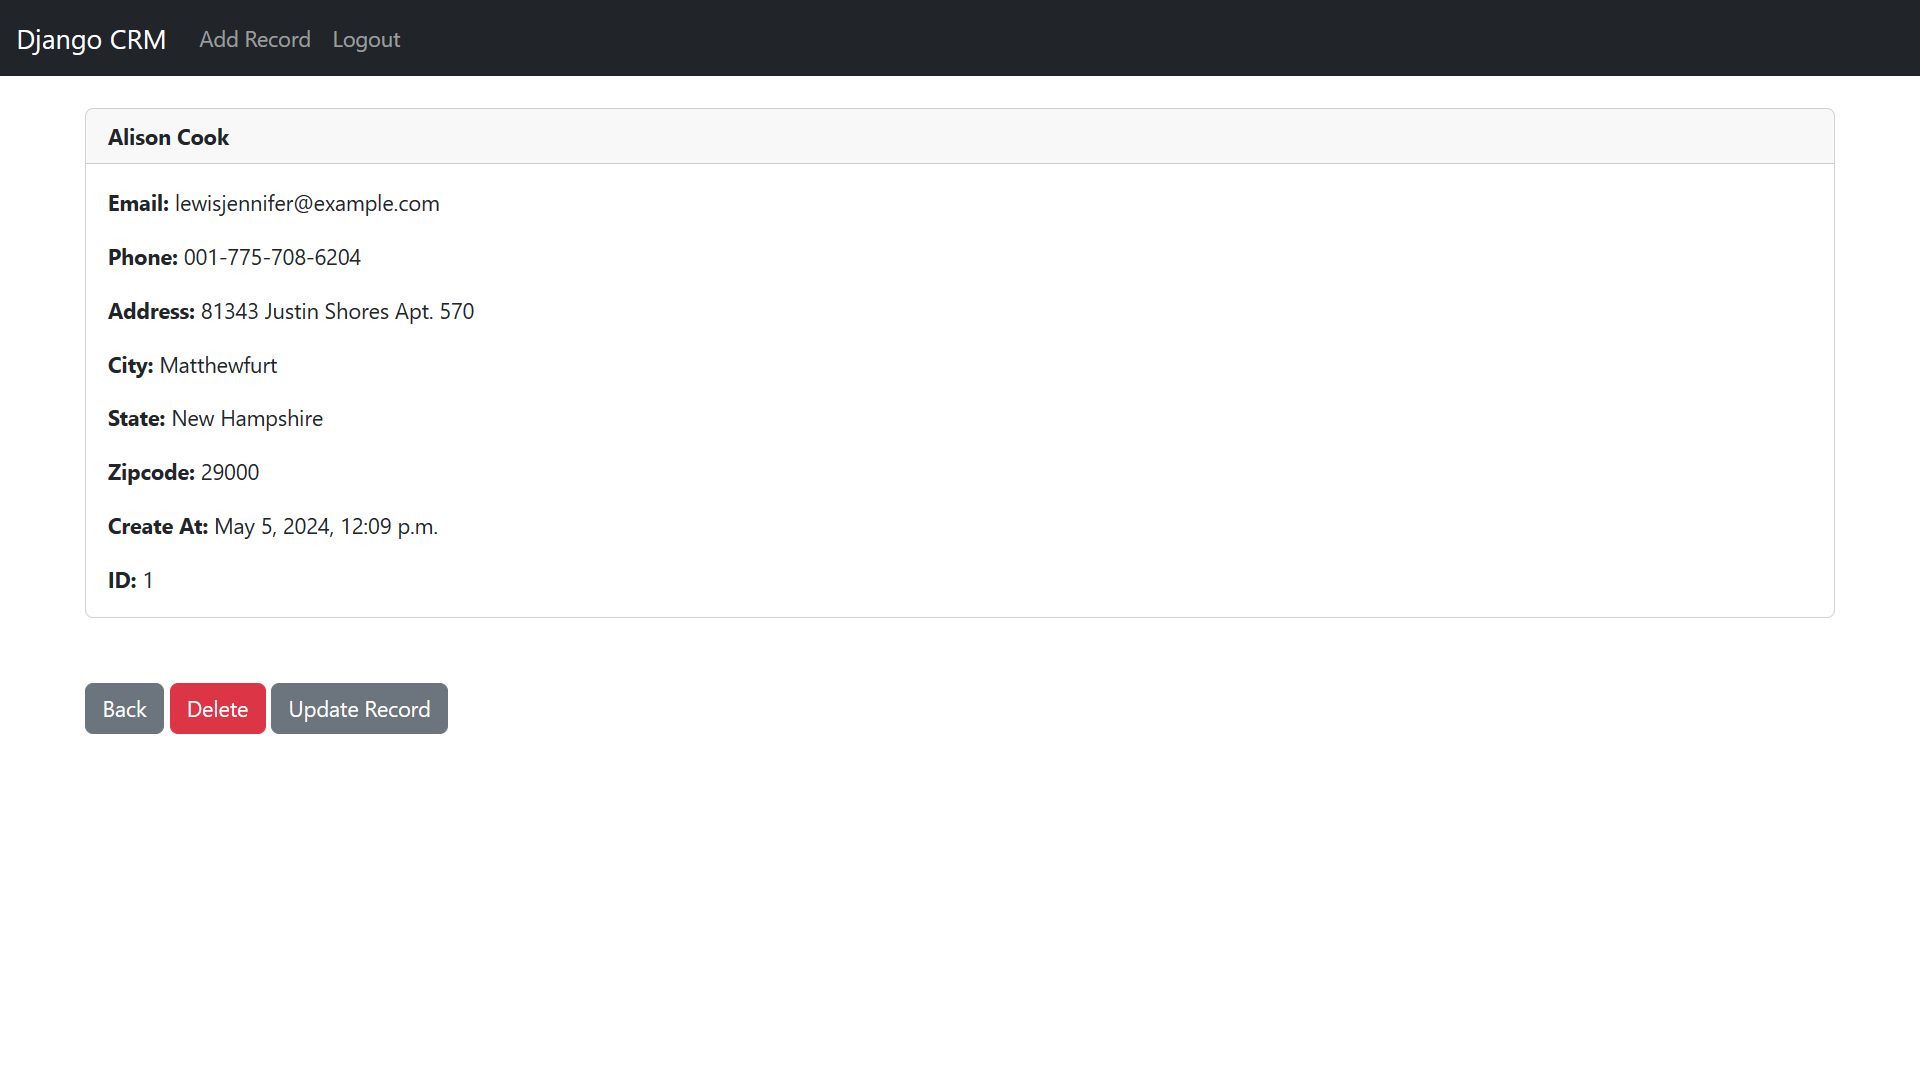 Django CRM Add Record Logout
Alison Cook
Email: lewisjennifer@example.com
Phone: 001-775-708-6204
Address: 81343 Justin Shores Apt. 570
City: Matthewfurt
State: New Hampshire
Zipcode: 29000
Create At: May 5, 2024, 12:09 p.m.
ID: 1
Back Delete Update Record